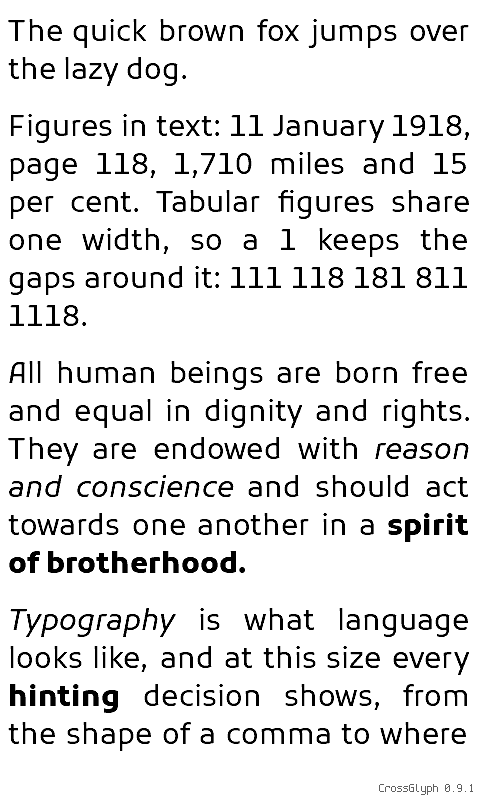 The quick brown fox jumps over
the lazy dog.
Figures in text: 11 January 1918,
page 118, 1,710 miles and 15
per cent. Tabular figures share
one width, so a 1 keeps the
gaps around it: 111 118 181 811
1118.
All human beings are born free
and equal in dignity and rights.
They are endowed with reason
and conscience and should act
towards one another in a spirit
of brotherhood.
Typography is what language
looks like, and at this size every
hinting decision shows, from
the shape of a comma to where
CrossGlyph 0.9.1